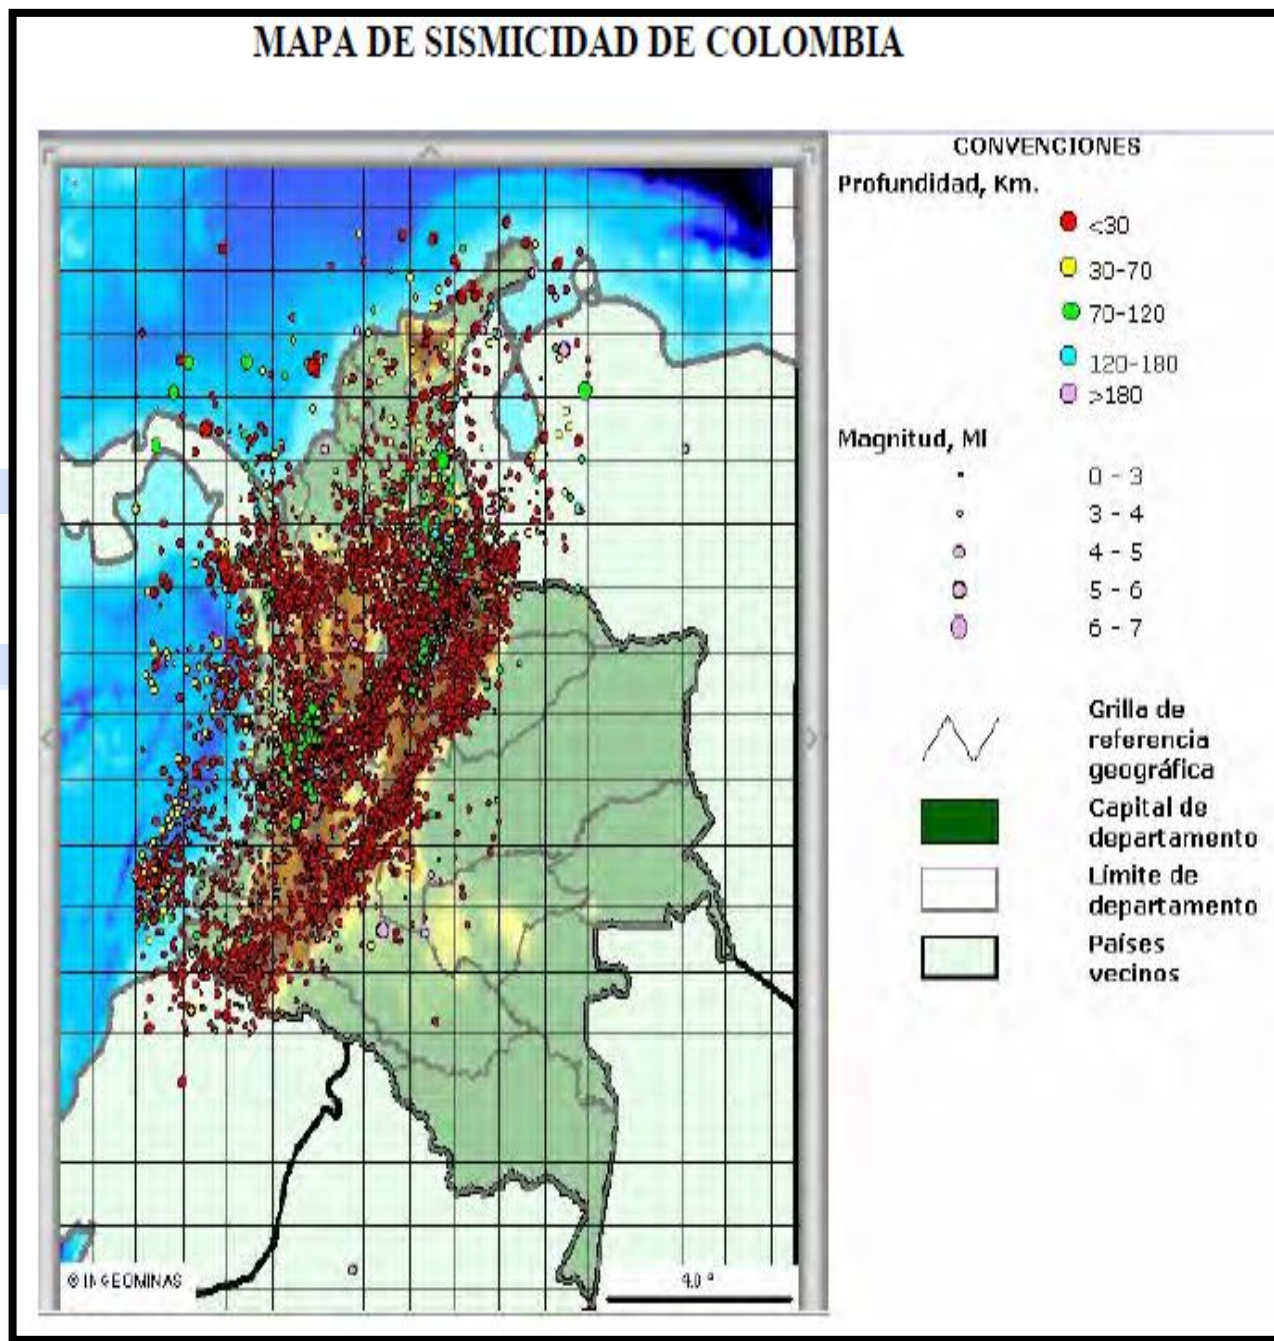 MAPA DE SISMICIDAD DE COLOMBIA
CONVENCIONES
Profundidad, Km.
<30
30-70
70-120
120-180
>180
Magnitud, Ml
0 - 3
3 - 4
4 - 5
5 - 6
6 - 7
Grilla de
referencia
geográfica
Capital de
departamento
Límite de
departamento
Países
vecinos
© INGEOMINAS
4.0 °